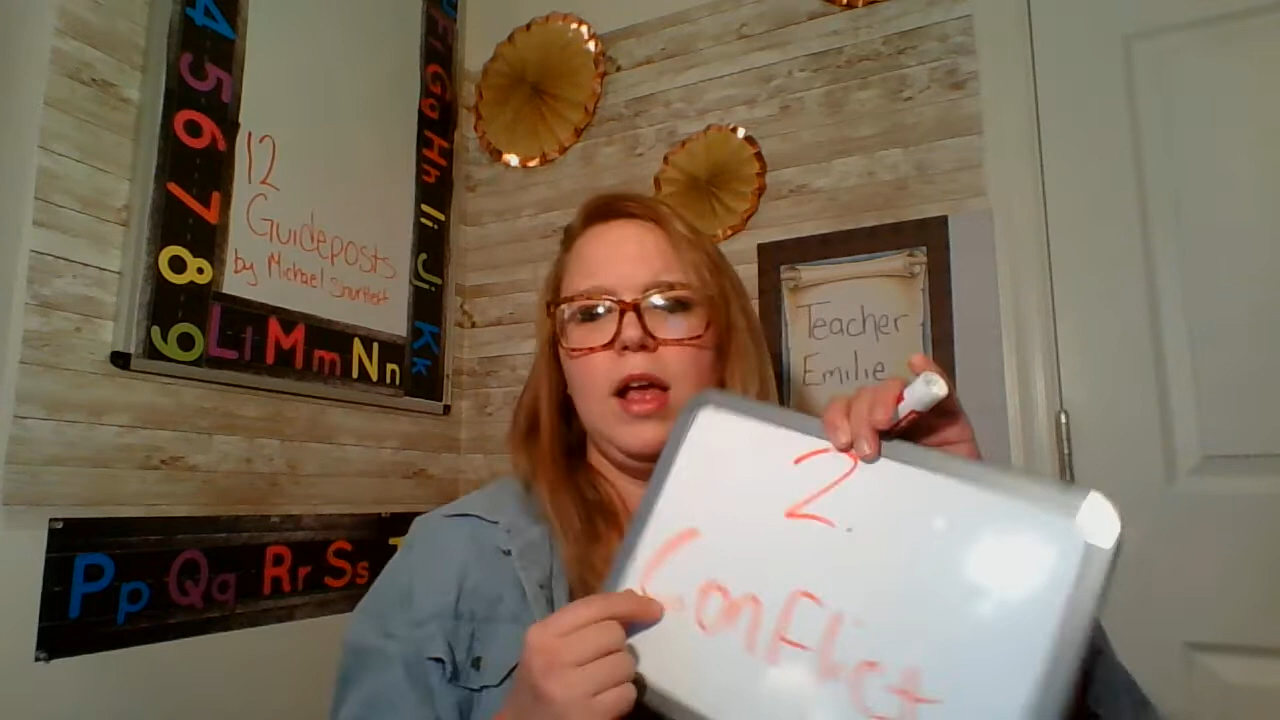 4
5
6
7
8
9
Ff Gg Hh Ii Jj Kk
Ll Mm Nn
12
Guideposts
by Michael Shurtleff
Teacher
Emilie
Pp Qq Rr Ss
2.
Conflict